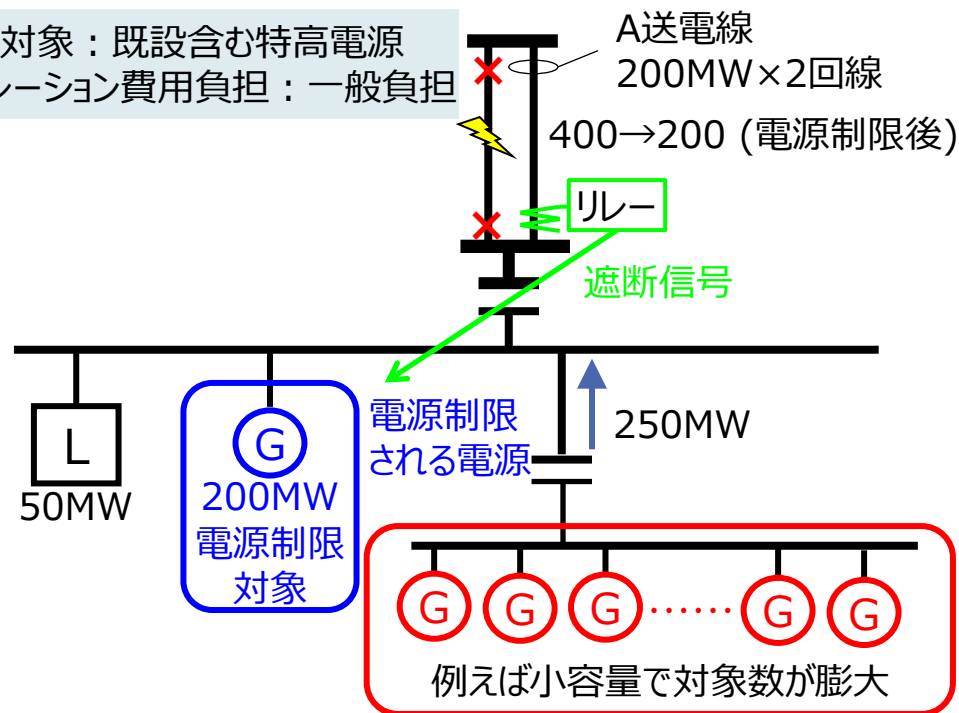 対象：既設含む特高電源
レーション費用負担：一般負担
A送電線
200MW×2回線
400→200 (電源制限後)
リレー
遮断信号
L
50MW
G
200MW
電源制限
対象
電源制限
される電源
250MW
G G G ‥‥‥ G G
例えば小容量で対象数が膨大